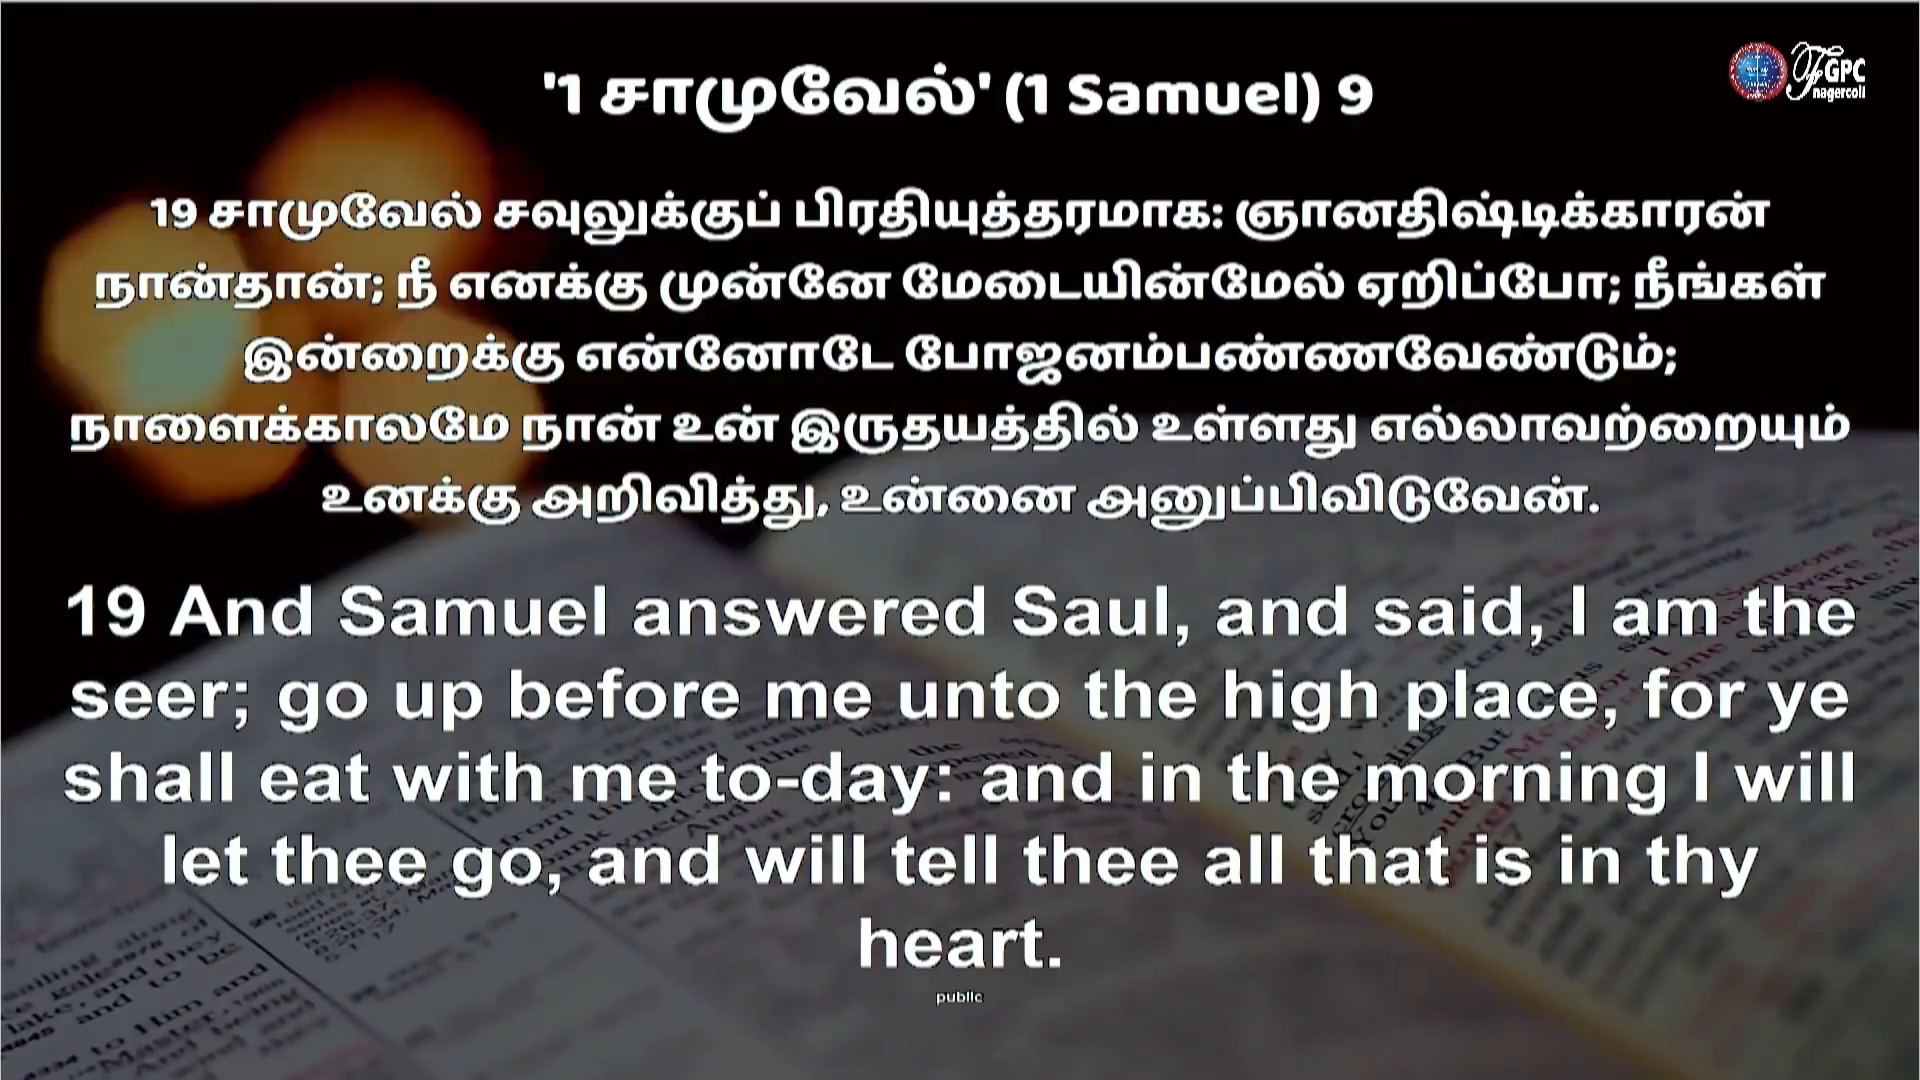 '1 சாமுவேல்' (1 Samuel) 9
FGPC
nagercoil
19 சாமுவேல் சவுலுக்குப் பிரதியுத்தரமாக: ஞானதிஷ்டிக்காரன்
நான்தான்; நீ எனக்கு முன்னே மேடையின்மேல் ஏறிப்போ; நீங்கள்
இன்றைக்கு என்னோடே போஜனம்பண்ணவேண்டும்;
நாளைக்காலமே நான் உன் இருதயத்தில் உள்ளது எல்லாவற்றையும்
உனக்கு அறிவித்து, உன்னை அனுப்பிவிடுவேன்.
19 And Samuel answered Saul, and said, I am the
seer; go up before me unto the high place, for ye
shall eat with me to-day: and in the morning I will
let thee go, and will tell thee all that is in thy
heart.
public